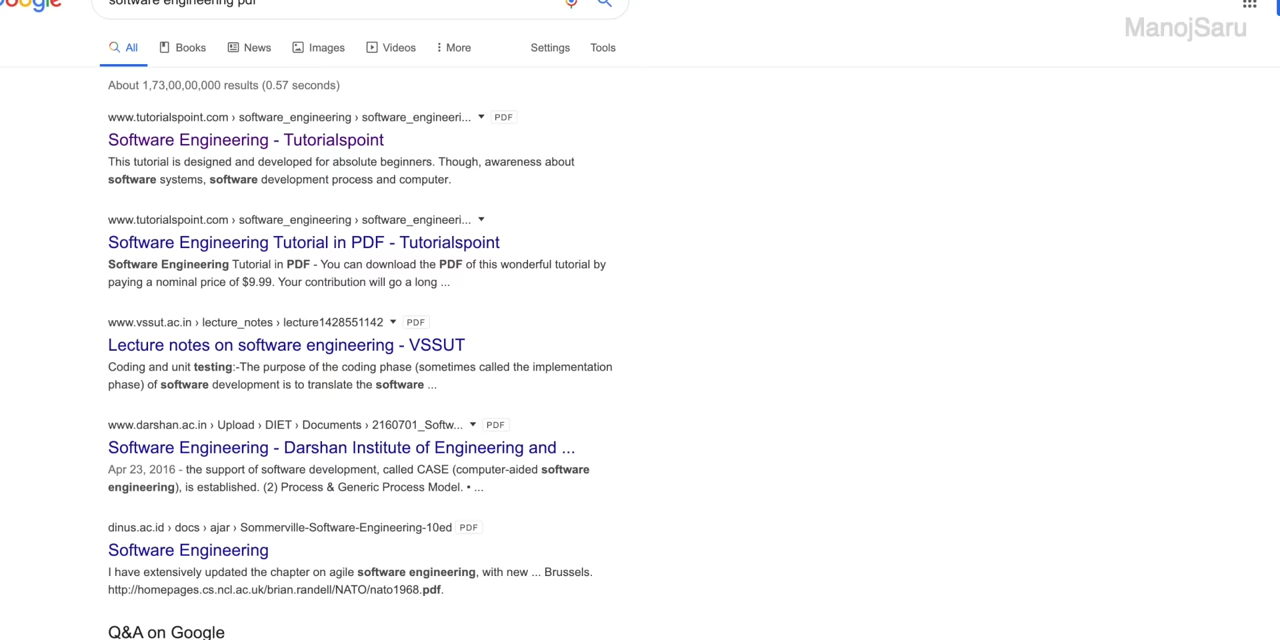 software engineering pdf
ManojSaru
All Books News Images Videos More Settings Tools
About 1,73,00,00,000 results (0.57 seconds)
www.tutorialspoint.com › software_engineering › software_engineeri... PDF
Software Engineering - Tutorialspoint
This tutorial is designed and developed for absolute beginners. Though, awareness about
software systems, software development process and computer.
www.tutorialspoint.com › software_engineering › software_engineeri...
Software Engineering Tutorial in PDF - Tutorialspoint
Software Engineering Tutorial in PDF - You can download the PDF of this wonderful tutorial by
paying a nominal price of $9.99. Your contribution will go a long ...
www.vssut.ac.in › lecture_notes › lecture1428551142 PDF
Lecture notes on software engineering - VSSUT
Coding and unit testing:-The purpose of the coding phase (sometimes called the implementation
phase) of software development is to translate the software ...
www.darshan.ac.in › Upload › DIET › Documents › 2160701_Softw... PDF
Software Engineering - Darshan Institute of Engineering and ...
Apr 23, 2016 - the support of software development, called CASE (computer-aided software
engineering), is established. (2) Process & Generic Process Model. • ...
dinus.ac.id › docs › ajar › Sommerville-Software-Engineering-10ed PDF
Software Engineering
I have extensively updated the chapter on agile software engineering, with new ... Brussels.
http://homepages.cs.ncl.ac.uk/brian.randell/NATO/nato1968.pdf.
Q&A on Google